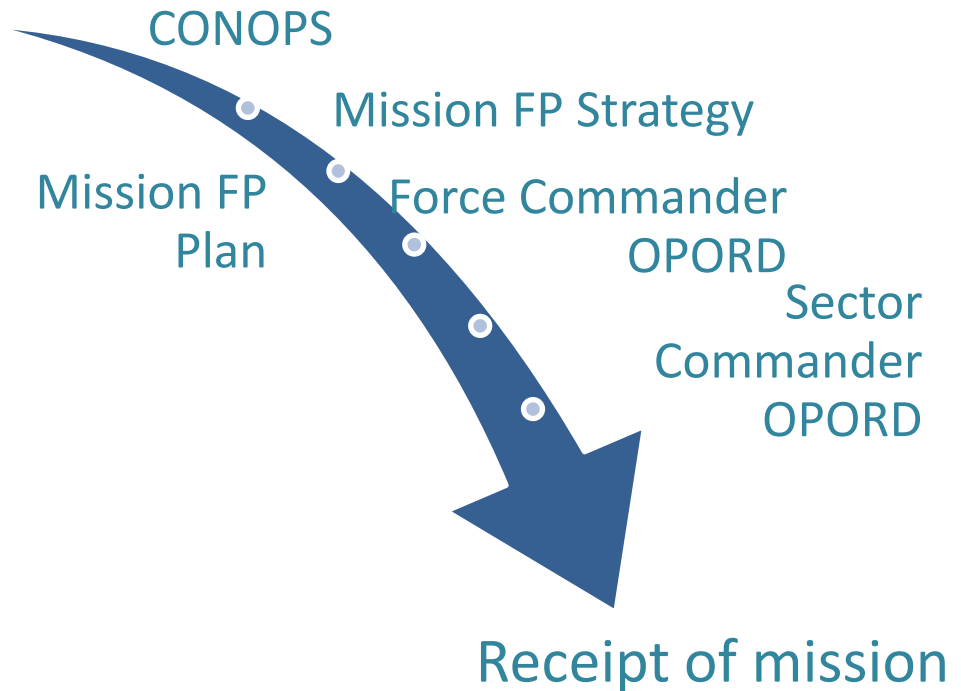 CONOPS
Mission FP Strategy
Mission FP
Plan
Force Commander
OPORD
Sector
Commander
OPORD
Receipt of mission